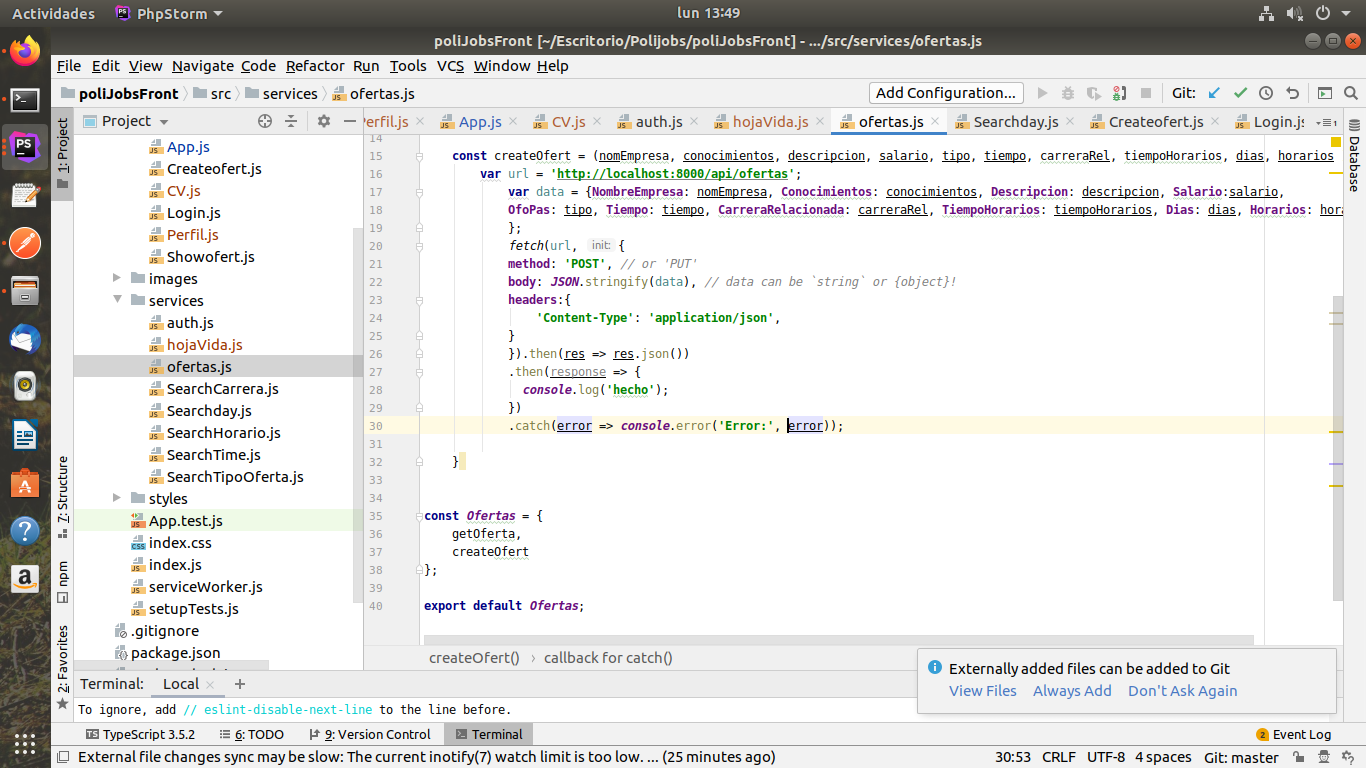 Actividades PhpStorm lun 13:49
poliJobsFront [~/Escritorio/Polijobs/poliJobsFront] - .../src/services/ofertas.js
File Edit View Navigate Code Refactor Run Tools VCS Window Help
poliJobsFront src services ofertas.js Add Configuration... Git:
Project Perfil.js App.js CV.js auth.js hojaVida.js ofertas.js Searchday.js Createofert.js Login.js 1
1: Project
7: Structure
npm
2: Favorites
Database
App.js
Createofert.js
CV.js
Login.js
Perfil.js
Showofert.js
images
services
auth.js
hojaVida.js
ofertas.js
SearchCarrera.js
Searchday.js
SearchHorario.js
SearchTime.js
SearchTipoOferta.js
styles
App.test.js
index.css
index.js
serviceWorker.js
setupTests.js
.gitignore
package.json
14
15 const createOfert = (nomEmpresa, conocimientos, descripcion, salario, tipo, tiempo, carreraRel, tiempoHorarios, dias, horarios
16 var url = 'http://localhost:8000/api/ofertas';
17 var data = {NombreEmpresa: nomEmpresa, Conocimientos: conocimientos, Descripcion: descripcion, Salario:salario,
18 OfoPas: tipo, Tiempo: tiempo, CarreraRelacionada: carreraRel, TiempoHorarios: tiempoHorarios, Dias: dias, Horarios: hora
19 };
20 fetch(url, init: {
21 method: 'POST', // or 'PUT'
22 body: JSON.stringify(data), // data can be `string` or {object}!
23 headers:{
24 'Content-Type': 'application/json',
25 }
26 }).then(res => res.json())
27 .then(response => {
28 console.log('hecho');
29 })
30 .catch(error => console.error('Error:', error));
31
32 }
33
34
35 const Ofertas = {
36 getOferta,
37 createOfert
38 };
39
40 export default Ofertas;
createOfert() › callback for catch()
Externally added files can be added to Git
View Files Always Add Don't Ask Again
Terminal: Local × +
To ignore, add // eslint-disable-next-line to the line before.
TypeScript 3.5.2 6: TODO 9: Version Control Terminal 2 Event Log
External file changes sync may be slow: The current inotify(7) watch limit is too low. ... (25 minutes ago) 30:53 CRLF UTF-8 4 spaces Git: master